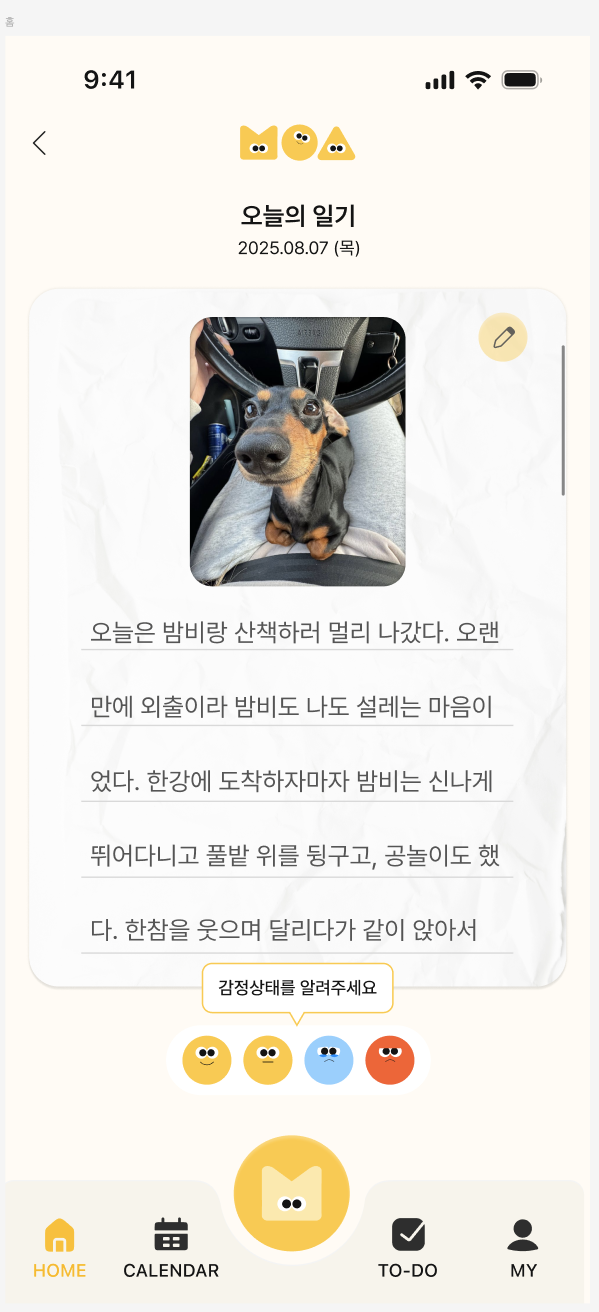 홈
9:41
MOA
오늘의 일기
2025.08.07 (목)
오늘은 밤비랑 산책하러 멀리 나갔다. 오랜
만에 외출이라 밤비도 나도 설레는 마음이
었다. 한강에 도착하자마자 밤비는 신나게
뛰어다니고 풀밭 위를 뒹구고, 공놀이도 했
다. 한참을 웃으며 달리다가 같이 앉아서
감정상태를 알려주세요
HOME
CALENDAR
TO-DO
MY